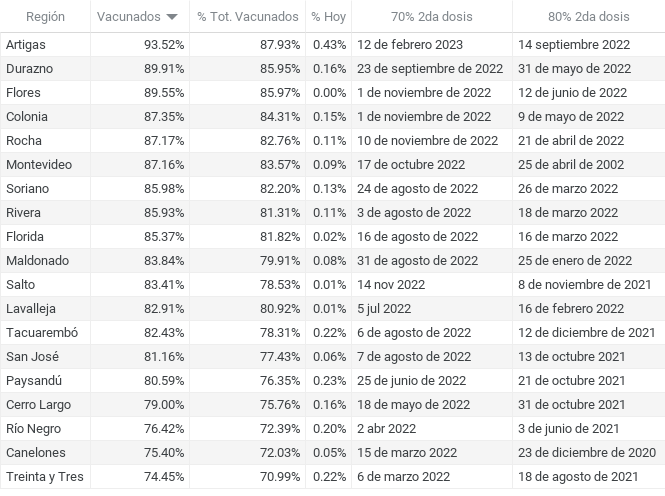 Región Vacunados % Tot. Vacunados % Hoy 70% 2da dosis 80% 2da dosis
Artigas 93.52% 87.93% 0.43% 12 de febrero 2023 14 septiembre 2022
Durazno 89.91% 85.95% 0.16% 23 de septiembre de 2022 31 de mayo de 2022
Flores 89.55% 85.97% 0.00% 1 de noviembre de 2022 12 de junio de 2022
Colonia 87.35% 84.31% 0.15% 1 de noviembre de 2022 9 de mayo de 2022
Rocha 87.17% 82.76% 0.11% 10 de noviembre de 2022 21 de abril de 2022
Montevideo 87.16% 83.57% 0.09% 17 de octubre 2022 25 de abril de 2002
Soriano 85.98% 82.20% 0.13% 24 de agosto de 2022 26 de marzo 2022
Rivera 85.93% 81.31% 0.11% 3 de agosto de 2022 18 de marzo 2022
Florida 85.37% 81.82% 0.02% 16 de agosto de 2022 16 de marzo 2022
Maldonado 83.84% 79.91% 0.08% 31 de agosto de 2022 25 de enero de 2022
Salto 83.41% 78.53% 0.01% 14 nov 2022 8 de noviembre de 2021
Lavalleja 82.91% 80.92% 0.01% 5 jul 2022 16 de febrero 2022
Tacuarembó 82.43% 78.31% 0.22% 6 de agosto de 2022 12 de diciembre de 2021
San José 81.16% 77.43% 0.06% 7 de agosto de 2022 13 de octubre 2021
Paysandú 80.59% 76.35% 0.23% 25 de junio de 2022 21 de octubre 2021
Cerro Largo 79.00% 75.76% 0.16% 18 de mayo de 2022 31 de octubre 2021
Río Negro 76.42% 72.39% 0.20% 2 abr 2022 3 de junio de 2021
Canelones 75.40% 72.03% 0.05% 15 de marzo 2022 23 de diciembre de 2020
Treinta y Tres 74.45% 70.99% 0.22% 6 de marzo 2022 18 de agosto de 2021